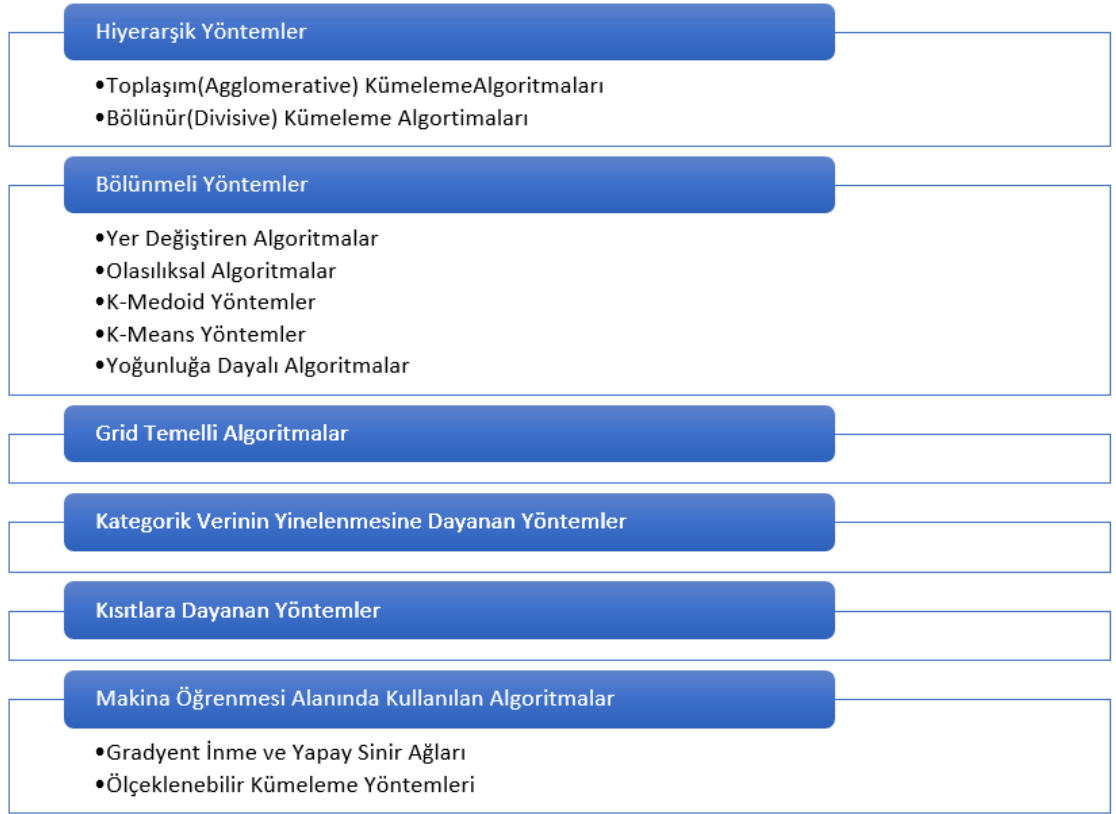 Hiyerarşik Yöntemler
•Toplaşım(Agglomerative) KümelemeAlgoritmaları
•Bölünür(Divisive) Kümeleme Algortimaları
Bölünmeli Yöntemler
•Yer Değiştiren Algoritmalar
•Olasılıksal Algoritmalar
•K-Medoid Yöntemler
•K-Means Yöntemler
•Yoğunluğa Dayalı Algoritmalar
Grid Temelli Algoritmalar
Kategorik Verinin Yinelenmesine Dayanan Yöntemler
Kısıtlara Dayanan Yöntemler
Makina Öğrenmesi Alanında Kullanılan Algoritmalar
•Gradyent İnme ve Yapay Sinir Ağları
•Ölçeklenebilir Kümeleme Yöntemleri